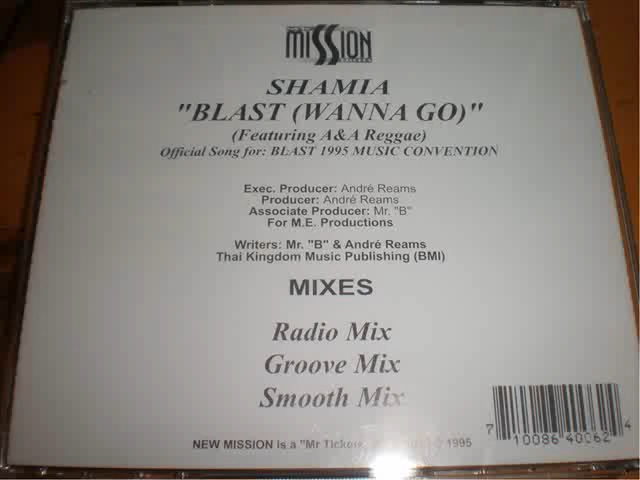 MISSION
SHAMIA
"BLAST (WANNA GO)"
(Featuring A&A Reggae)
Official Song for: BLAST 1995 MUSIC CONVENTION
Exec. Producer: André Reams
Producer: André Reams
Associate Producer: Mr. "B"
For M.E. Productions
Writers: Mr. "B" & André Reams
Thai Kingdom Music Publishing (BMI)
MIXES
Radio Mix
Groove Mix
Smooth Mix
7 10086 40062 4
NEW MISSION is a "Mr 1995